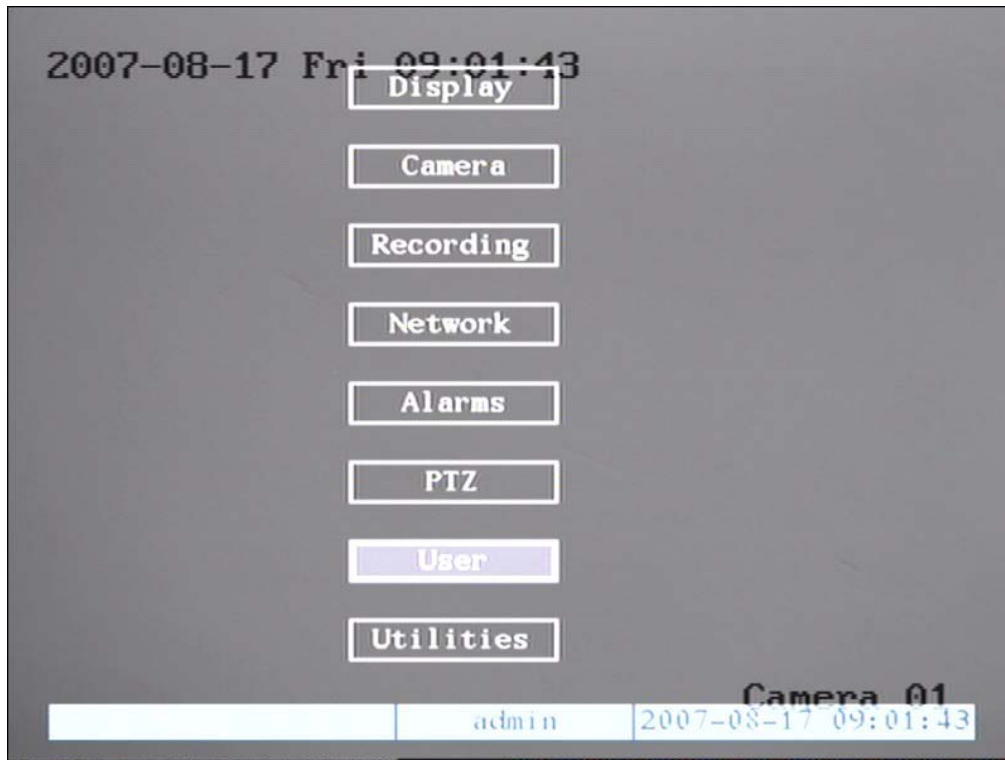 2007-08-17 Fri 09:01:43
Display
Camera
Recording
Network
Alarms
PTZ
User
Utilities
Camera 01
admin
2007-08-17 09:01:43